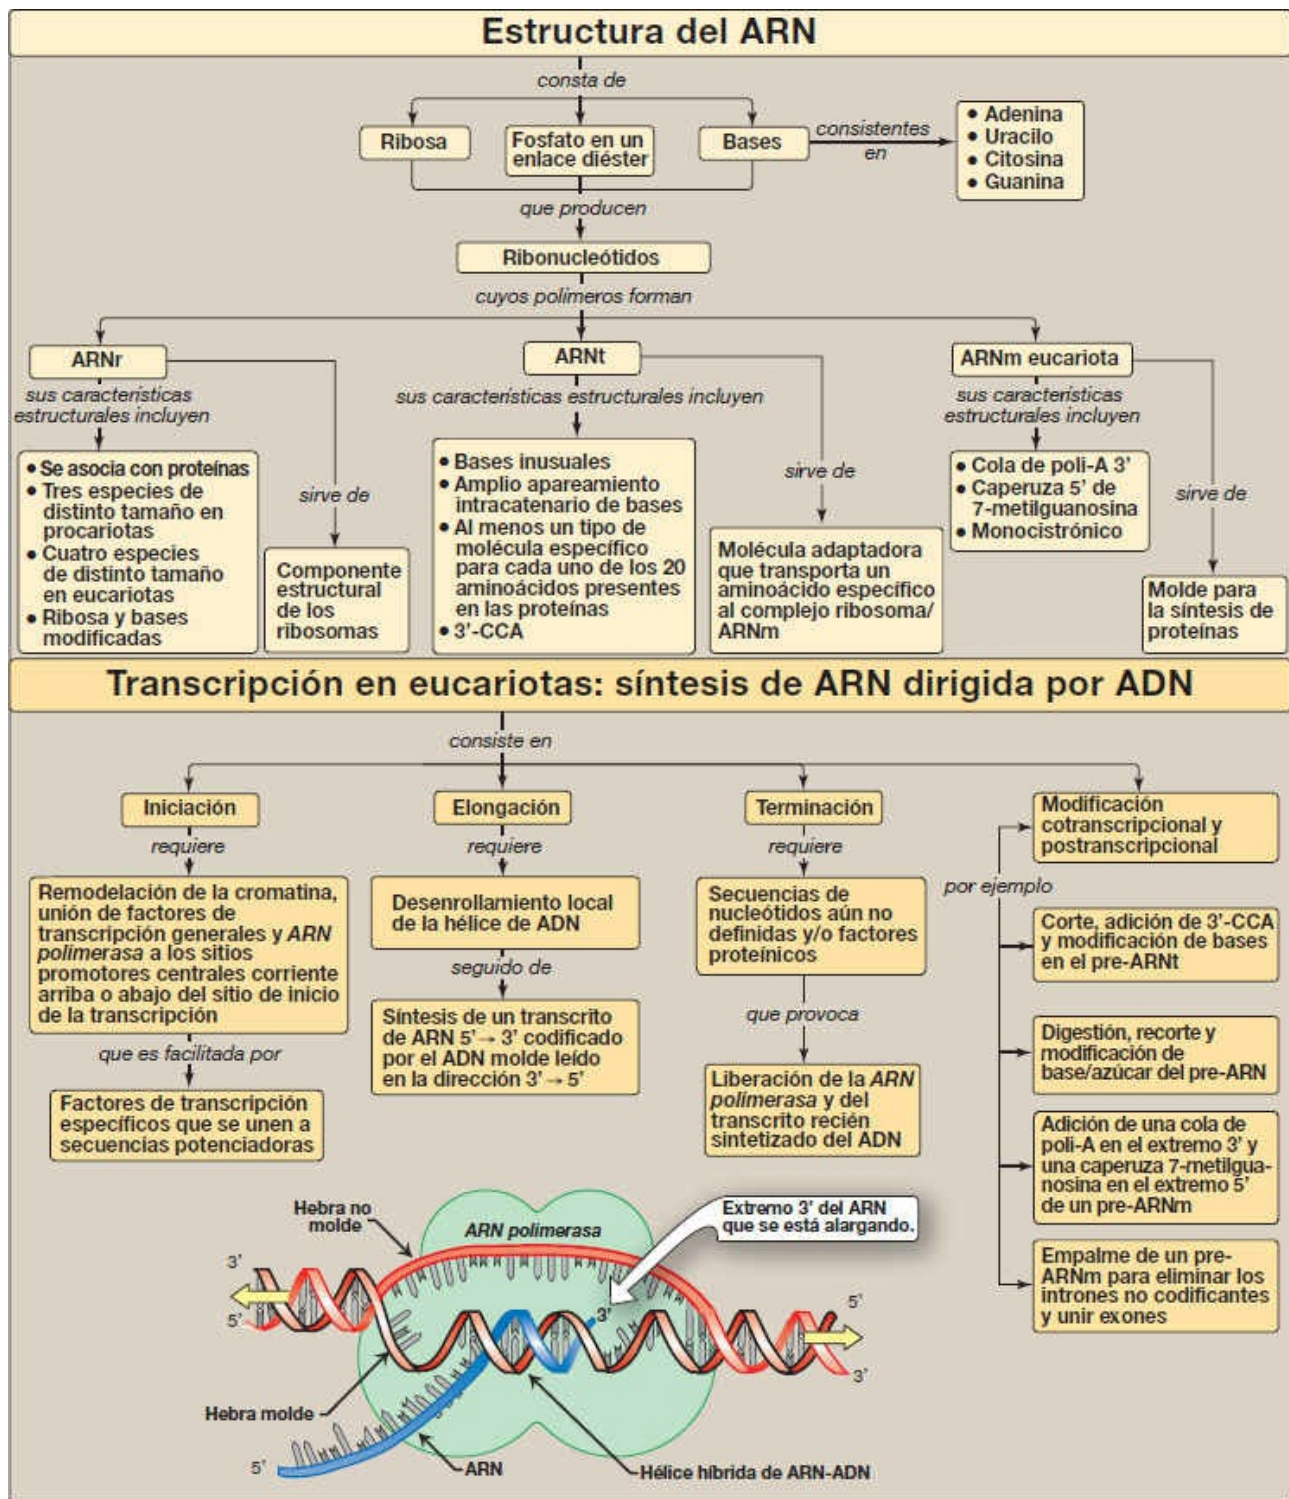 Estructura del ARN
consta de
Ribosa
Fosfato en un
enlace diéster
Bases
consistentes
en
• Adenina
• Uracilo
• Citosina
• Guanina
que producen
Ribonucleótidos
cuyos polímeros forman
ARNr
ARNt
ARNm eucariota
sus características
estructurales incluyen
sus características estructurales incluyen
sus características
estructurales incluyen
• Se asocia con proteínas
• Tres especies de
distinto tamaño en
procariotas
• Cuatro especies
de distinto tamaño
en eucariotas
• Ribosa y bases
modificadas
sirve de
Componente
estructural
de los
ribosomas
• Bases inusuales
• Amplio apareamiento
intracatenario de bases
• Al menos un tipo de
molécula específico
para cada uno de los 20
aminoácidos presentes
en las proteínas
• 3'-CCA
sirve de
Molécula adaptadora
que transporta un
aminoácido específico
al complejo ribosoma/
ARNm
• Cola de poli-A 3'
• Caperuza 5' de
7-metilguanosina
• Monocistrónico
sirve de
Molde para
la síntesis de
proteínas
Transcripción en eucariotas: síntesis de ARN dirigida por ADN
consiste en
Iniciación
requiere
Remodelación de la cromatina,
unión de factores de
transcripción generales y ARN
polimerasa a los sitios
promotores centrales corriente
arriba o abajo del sitio de inicio
de la transcripción
que es facilitada por
Factores de transcripción
específicos que se unen a
secuencias potenciadoras
Elongación
requiere
Desenrollamiento local
de la hélice de ADN
seguido de
Síntesis de un transcrito
de ARN 5'→ 3' codificado
por el ADN molde leído
en la dirección 3'→ 5'
Terminación
requiere
Secuencias de
nucleótidos aún no
definidas y/o factores
proteínicos
que provoca
Liberación de la ARN
polimerasa y del
transcrito recién
sintetizado del ADN
Modificación
cotranscripcional y
postranscripcional
por ejemplo
Corte, adición de 3'-CCA
y modificación de bases
en el pre-ARNt
Digestión, recorte y
modificación de
base/azúcar del pre-ARN
Adición de una cola de
poli-A en el extremo 3' y
una caperuza 7-metilgua-
nosina en el extremo 5'
de un pre-ARNm
Empalme de un pre-
ARNm para eliminar los
intrones no codificantes
y unir exones
Hebra no
molde
ARN polimerasa
Extremo 3' del ARN
que se está alargando.
3'
5'
3'
5'
3'
Hebra molde
5'
ARN
Hélice híbrida de ARN-ADN